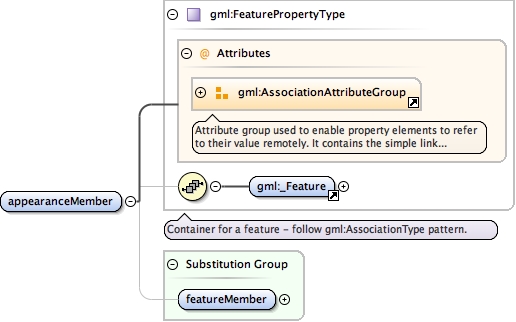 gml:FeaturePropertyType
@ Attributes
gml:AssociationAttributeGroup
Attribute group used to enable property elements to refer
to their value remotely. It contains the simple link...
appearanceMember
gml:_Feature
Container for a feature - follow gml:AssociationType pattern.
Substitution Group
featureMember